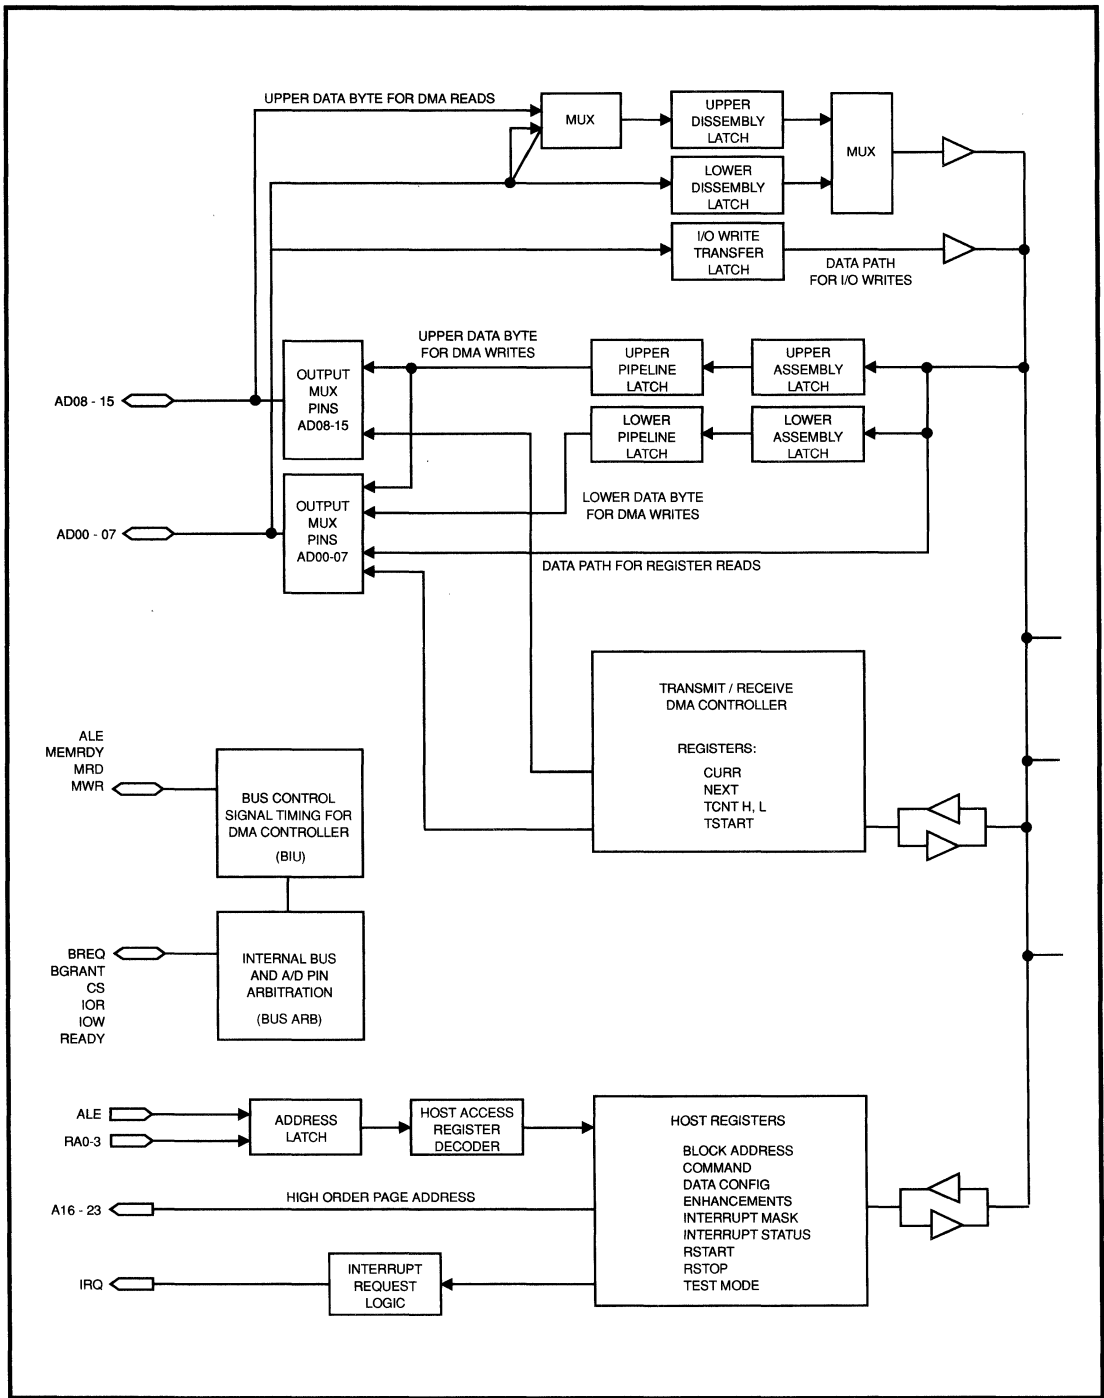 UPPER DATA BYTE FOR DMA READS
MUX
UPPER
DISSEMBLY
LATCH
MUX
LOWER
DISSEMBLY
LATCH
I/O WRITE
TRANSFER
LATCH
DATA PATH
FOR I/O WRITES
UPPER DATA BYTE
FOR DMA WRITES
UPPER
PIPELINE
LATCH
UPPER
ASSEMBLY
LATCH
OUTPUT
MUX
PINS
AD08-15
AD08 - 15
LOWER
PIPELINE
LATCH
LOWER
ASSEMBLY
LATCH
OUTPUT
MUX
PINS
AD00-07
AD00 - 07
LOWER DATA BYTE
FOR DMA WRITES
DATA PATH FOR REGISTER READS
TRANSMIT / RECEIVE
DMA CONTROLLER
REGISTERS:
CURR
NEXT
TCNT H, L
TSTART
ALE
MEMRDY
MRD
MWR
BUS CONTROL
SIGNAL TIMING FOR
DMA CONTROLLER
(BIU)
BREQ
BGRANT
CS
IOR
IOW
READY
INTERNAL BUS
AND A/D PIN
ARBITRATION
(BUS ARB)
ALE
RA0-3
ADDRESS
LATCH
HOST ACCESS
REGISTER
DECODER
HOST REGISTERS
BLOCK ADDRESS
COMMAND
DATA CONFIG
ENHANCEMENTS
INTERRUPT MASK
INTERRUPT STATUS
RSTART
RSTOP
TEST MODE
A16 - 23
HIGH ORDER PAGE ADDRESS
IRQ
INTERRUPT
REQUEST
LOGIC